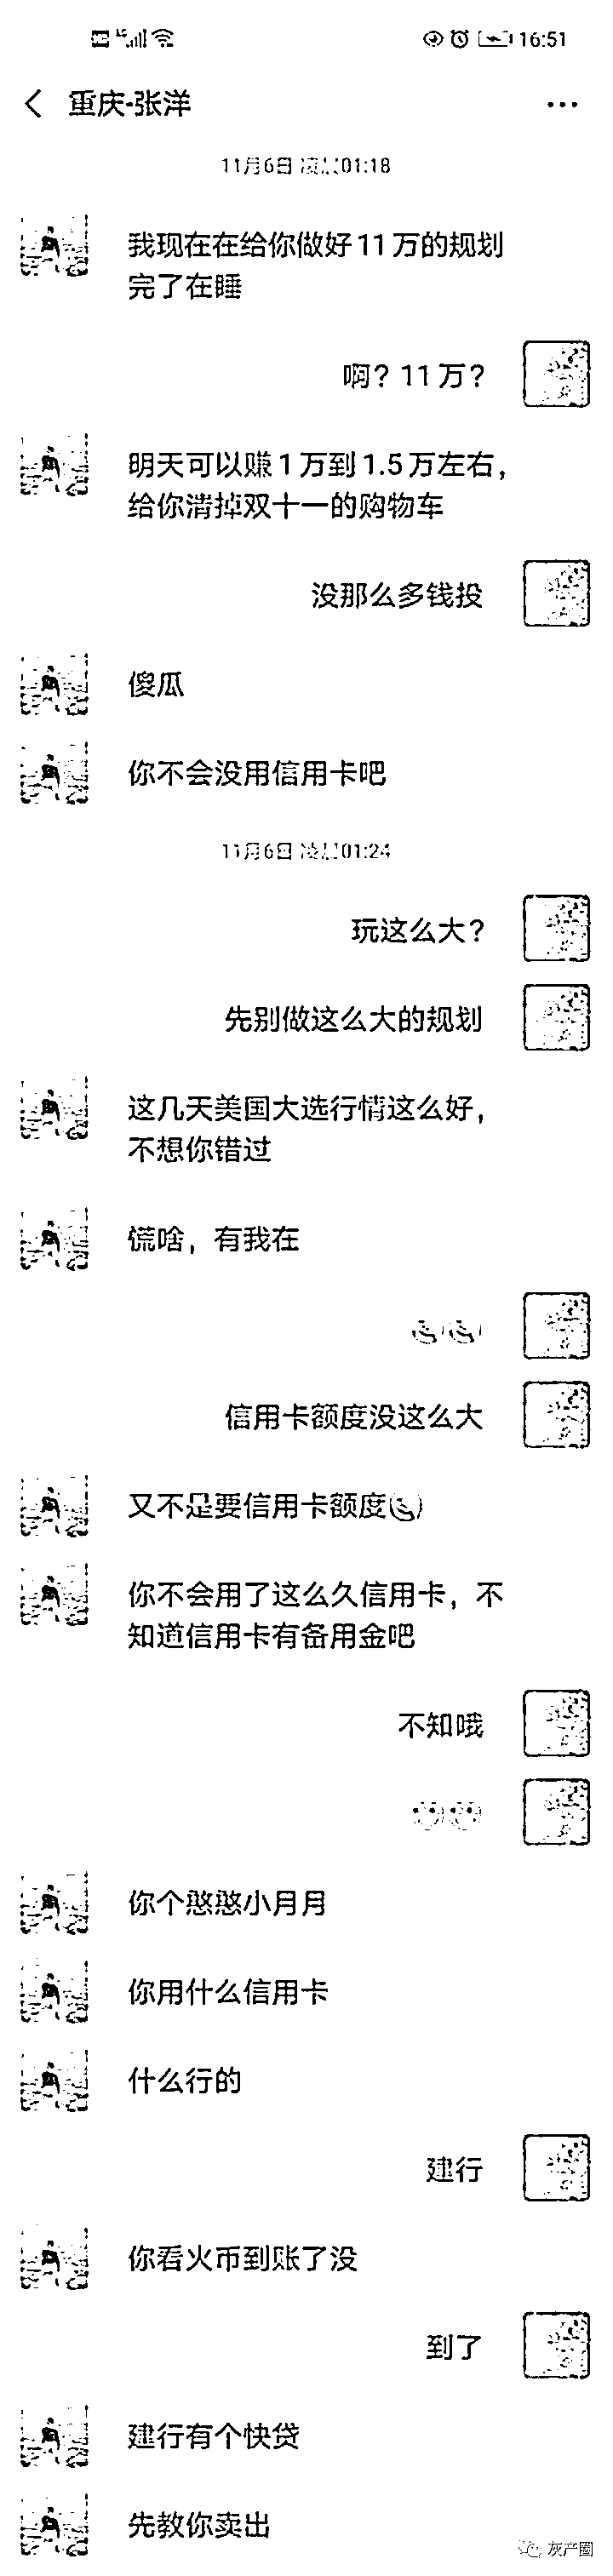 16:51
重庆-张洋
11月6日 凌晨01:18
我现在在给你做好11万的规划
完了在睡
啊？11万？
明天可以赚1万到1.5万左右，
给你清掉双十一的购物车
没那么多钱投
傻瓜
你不会没用信用卡吧
11月6日 凌晨01:24
玩这么大？
先别做这么大的规划
这几天美国大选行情这么好，
不想你错过
慌啥，有我在
信用卡额度没这么大
又不是要信用卡额度
你不会用了这么久信用卡，不
知道信用卡有备用金吧
不知哦
你个憨憨小月月
你用什么信用卡
什么行的
建行
你看火币到账了没
到了
建行有个快贷
先教你卖出
灰产圈